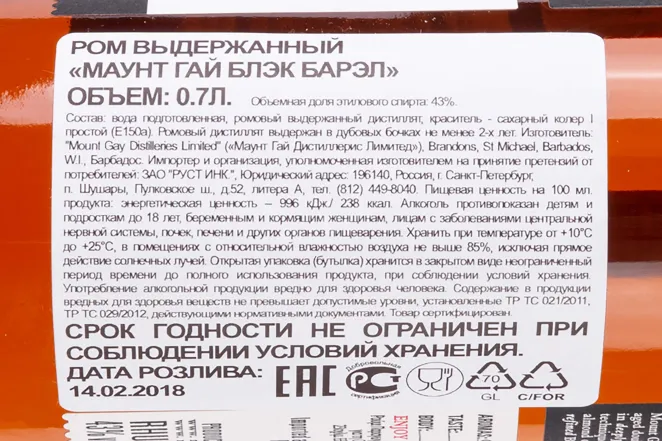 РОМ ВЫДЕРЖАННЫЙ
«МАУНТ ГАЙ БЛЭК БАРЭЛ»
ОБЪЕМ: 0.7Л. Объемная доля этилового спирта: 43%.
Состав: вода подготовленная, ромовый выдержанный дистиллят, краситель - сахарный колер I
простой (E150a). Ромовый дистиллят выдержан в дубовых бочках не менее 2-х лет. Изготовитель:
"Mount Gay Distilleries Limited" («Маунт Гай Дистиллерис Лимитед»), Brandons, St Michael, Barbados,
W.I., Барбадос. Импортер и организация, уполномоченная изготовителем на принятие претензий от
потребителей: ЗАО "РУСТ ИНК.", Юридический адрес: 196140, Россия, г. Санкт-Петербург,
п. Шушары, Пулковское ш., д.52, литера А, тел. (812) 449-8040. Пищевая ценность на 100 мл.
продукта: энергетическая ценность – 996 кДж./ 238 ккал. Алкоголь противопоказан детям и
подросткам до 18 лет, беременным и кормящим женщинам, лицам с заболеваниями центральной
нервной системы, почек, печени и других органов пищеварения. Хранить при температуре от +10°C
до +25°C, в помещениях с относительной влажностью воздуха не выше 85%, исключая прямое
действие солнечных лучей. Открытая упаковка (бутылка) хранится в закрытом виде неограниченный
период времени до полного использования продукта, при соблюдении условий хранения.
Употребление алкогольной продукции вредно для здоровья человека. Содержание в продукции
вредных для здоровья веществ не превышает допустимые уровни, установленные ТР ТС 021/2011,
ТР ТС 029/2012, действующими нормативными документами. Товар сертифицирован.
СРОК ГОДНОСТИ НЕ ОГРАНИЧЕН ПРИ
СОБЛЮДЕНИИ УСЛОВИЙ ХРАНЕНИЯ.
ДАТА РОЗЛИВА:
14.02.2018
EAC
Добровольная
РСТ
70
GL
C/FOR
ENJOY
BODY:
TASTE: